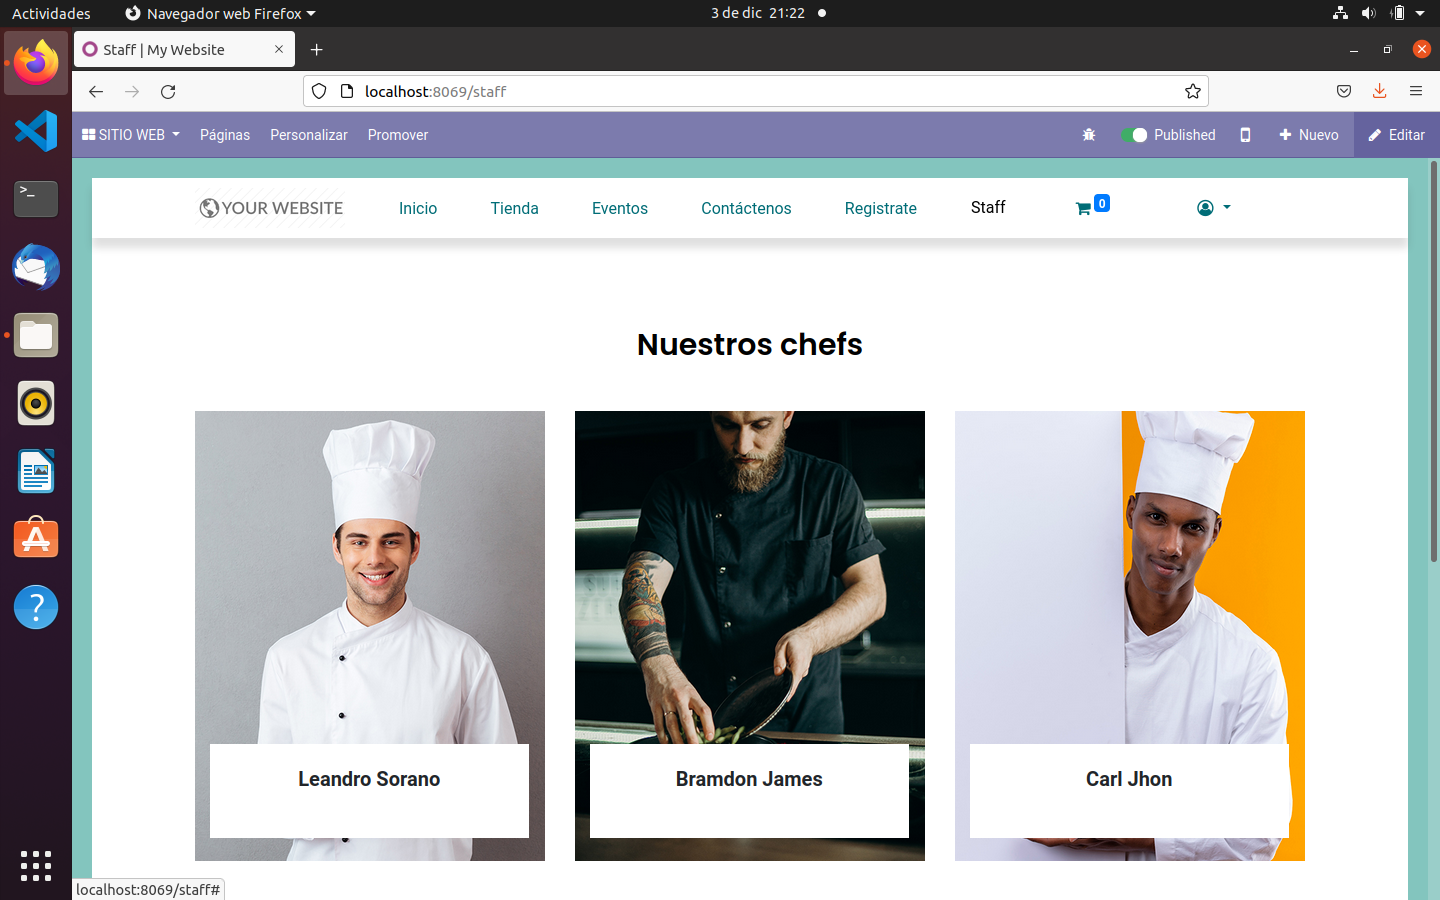 Actividades
Navegador web Firefox
3 de dic 21:22
Staff | My Website
localhost:8069/staff
SITIO WEB
Páginas
Personalizar
Promover
Published
Nuevo
Editar
YOUR WEBSITE
Inicio
Tienda
Eventos
Contáctenos
Registrate
Staff
0
Nuestros chefs
Leandro Sorano
Bramdon James
Carl Jhon
localhost:8069/staff#